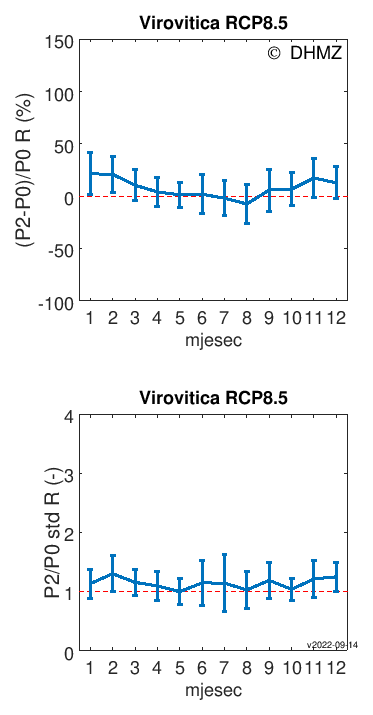 Virovitica RCP8.5
© DHMZ
(P2-P0)/P0 R (%)
150
100
50
0
-50
-100
1 2 3 4 5 6 7 8 9 10 11 12
mjesec
Virovitica RCP8.5
P2/P0 std R (-)
4
3
2
1
0
v2022-09-14
1 2 3 4 5 6 7 8 9 10 11 12
mjesec